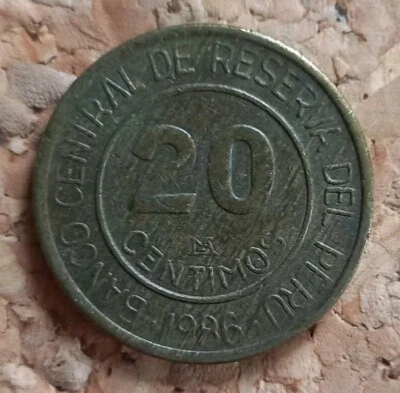 BANCO CENTRAL DE RESERVA DEL PERU
20
CENTIMOS
1986